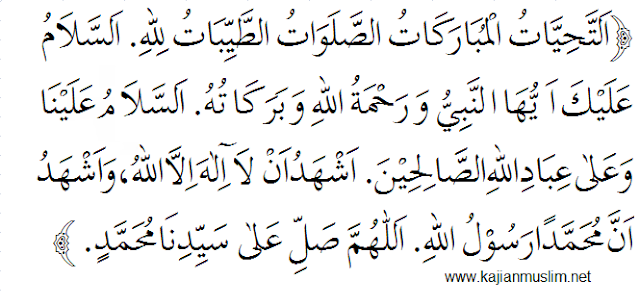 ﴿اَلتَّحِيَّاتُ الْمُبَارَكَاتُ الصَّلَوَاتُ الطَّيِّبَاتُ لِلّٰهِ. اَلسَّلَامُ
عَلَيْكَ اَيُّهَا النَّبِيُّ وَرَحْمَةُ اللهِ وَبَرَكَاتُهُ. اَلسَّلَامُ عَلَيْنَا
وَعَلٰى عِبَادِ اللهِ الصَّالِحِيْنَ. اَشْهَدُ اَنْ لَآ اِلٰهَ اِلَّا اللهُ، وَاَشْهَدُ
اَنَّ مُحَمَّدًا رَسُوْلُ اللهِ. اَللّٰهُمَّ صَلِّ عَلٰى سَيِّدِنَا مُحَمَّدٍ. ﴾
www.kajianmuslim.net